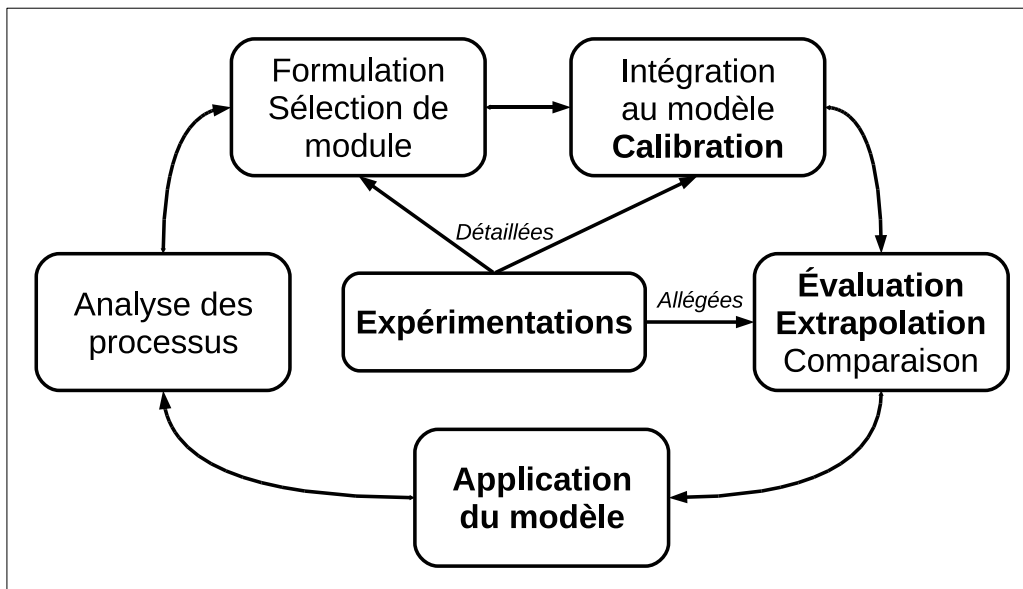 Formulation
Sélection de
module
Intégration
au modèle
Calibration
Détaillées
Analyse des
processus
Expérimentations
Allégées
Évaluation
Extrapolation
Comparaison
Application
du modèle